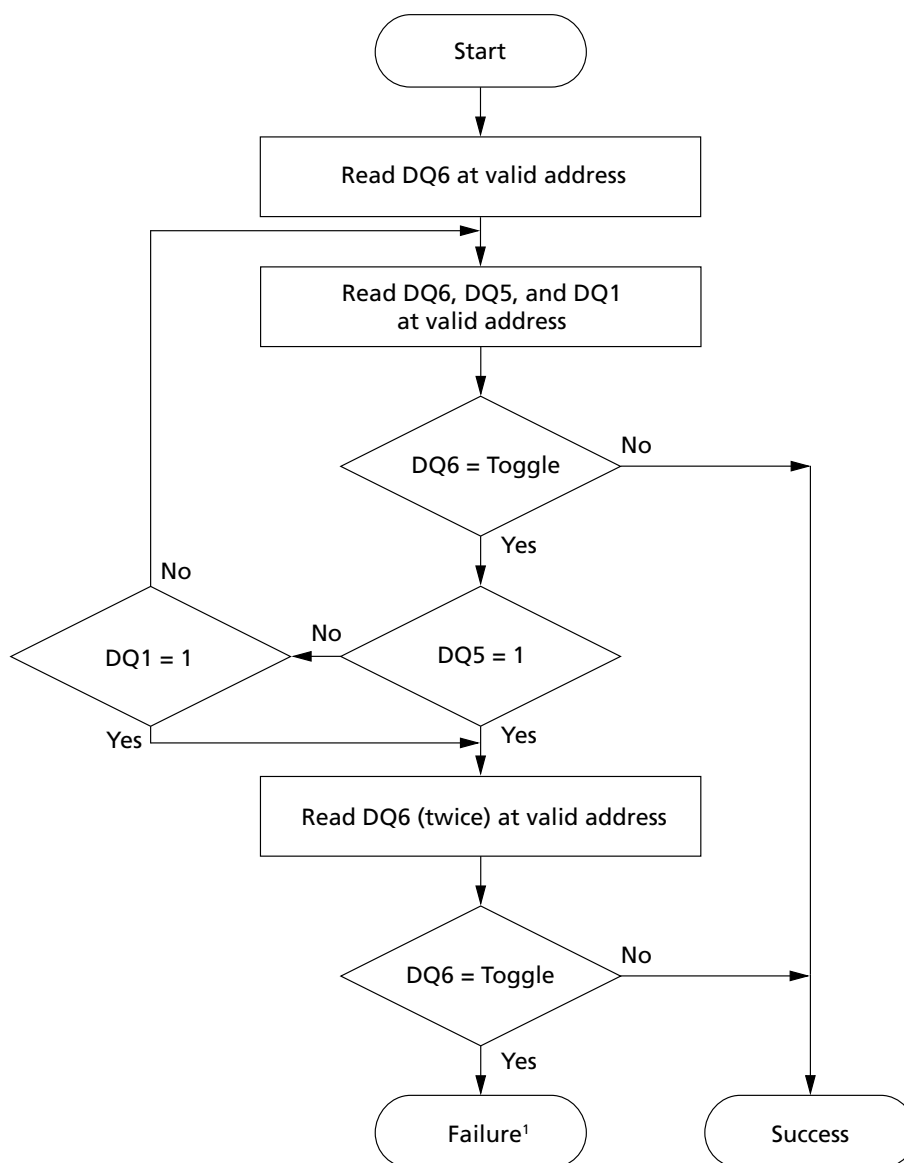 Start
Read DQ6 at valid address
Read DQ6, DQ5, and DQ1
at valid address
DQ6 = Toggle
No
Yes
No
DQ1 = 1
No
DQ5 = 1
Yes
Yes
Read DQ6 (twice) at valid address
DQ6 = Toggle
No
Yes
Failure¹
Success